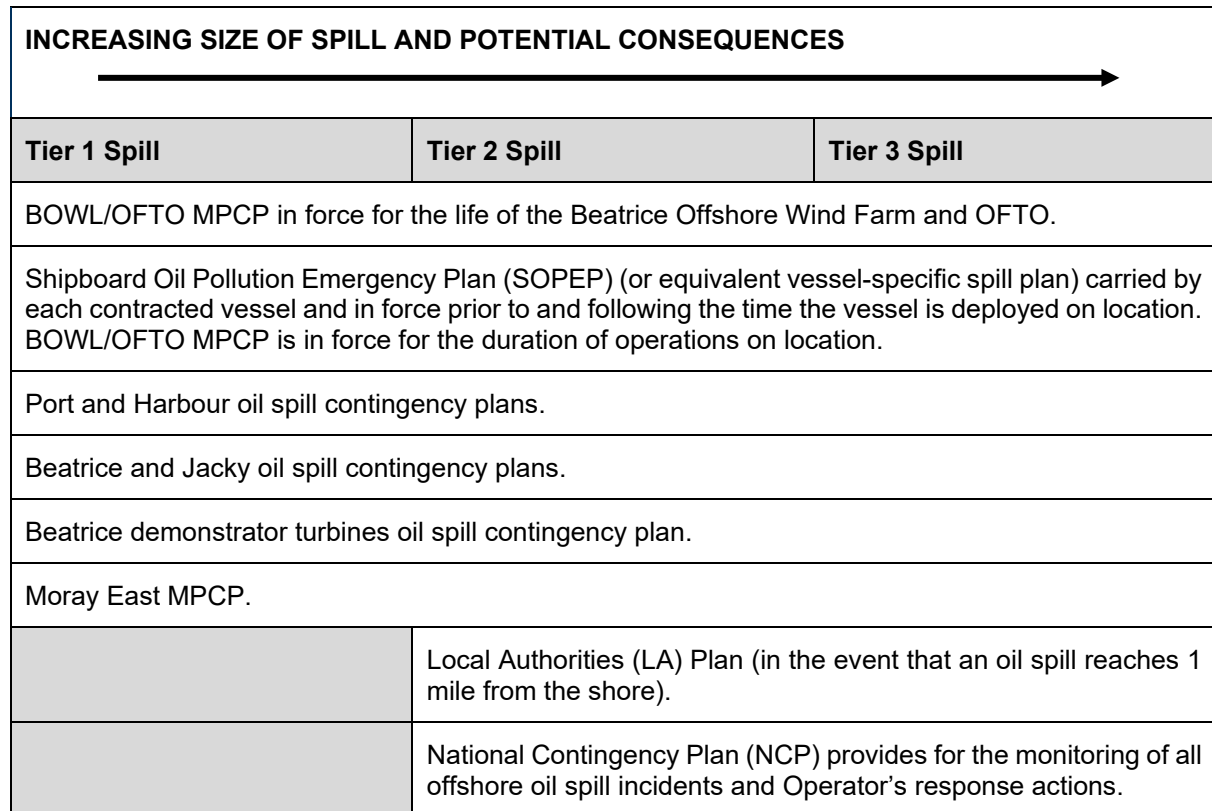 INCREASING SIZE OF SPILL AND POTENTIAL CONSEQUENCES
Tier 1 Spill
Tier 2 Spill
Tier 3 Spill
BOWL/OFTO MPCP in force for the life of the Beatrice Offshore Wind Farm and OFTO.
Shipboard Oil Pollution Emergency Plan (SOPEP) (or equivalent vessel-specific spill plan) carried by
each contracted vessel and in force prior to and following the time the vessel is deployed on location.
BOWL/OFTO MPCP is in force for the duration of operations on location.
Port and Harbour oil spill contingency plans.
Beatrice and Jacky oil spill contingency plans.
Beatrice demonstrator turbines oil spill contingency plan.
Moray East MPCP.
Local Authorities (LA) Plan (in the event that an oil spill reaches 1
mile from the shore).
National Contingency Plan (NCP) provides for the monitoring of all
offshore oil spill incidents and Operator’s response actions.